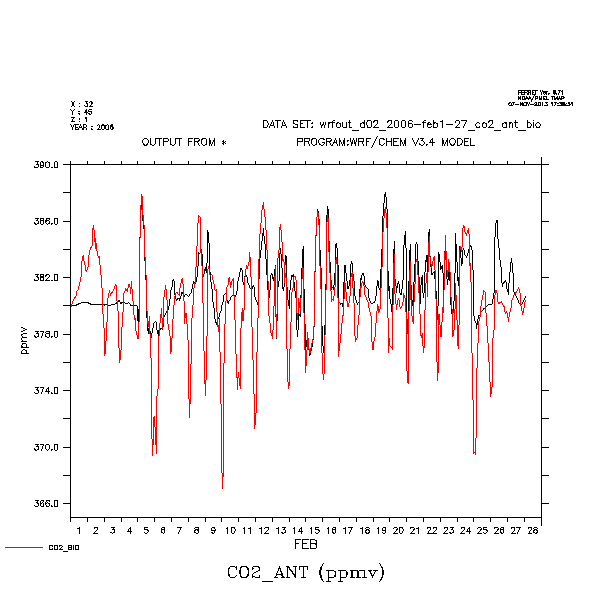 FERRET Ver. 6.71
NOAA/PMEL TMAP
07-NOV-2013 17:38:31
X : 32
Y : 45
Z : 1
YEAR : 2006
DATA SET: wrfout_d02_2006-feb1-27_co2_ant_bio
OUTPUT FROM * PROGRAM:WRF/CHEM V3.4 MODEL
390.0
386.0
382.0
378.0
374.0
370.0
366.0
ppmv
1 2 3 4 5 6 7 8 9 10 11 12 13 14 15 16 17 18 19 20 21 22 23 24 25 26 27 28
FEB
CO2_BIO
CO2_ANT (ppmv)